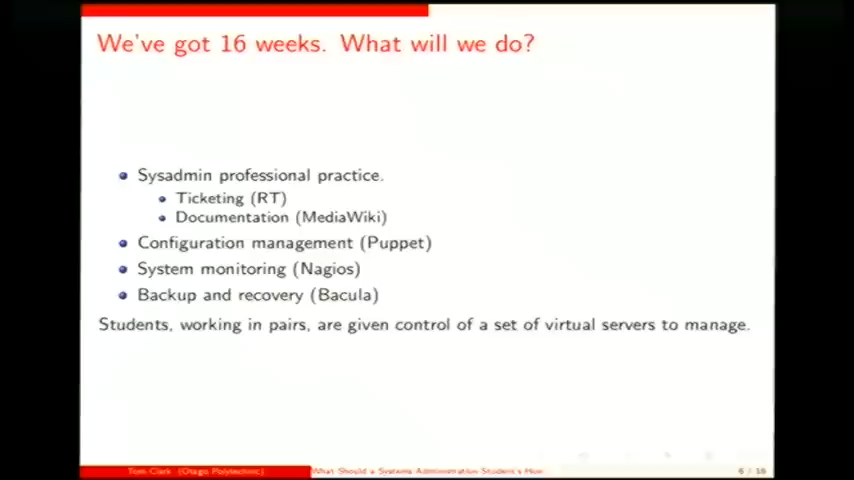 We've got 16 weeks. What will we do?
Sysadmin professional practice.
Ticketing (RT)
Documentation (MediaWiki)
Configuration management (Puppet)
System monitoring (Nagios)
Backup and recovery (Bacula)
Students, working in pairs, are given control of a set of virtual servers to manage.
Tom Clark (Otago Polytechnic)
What Should a Systems Administration Student's
6 / 16